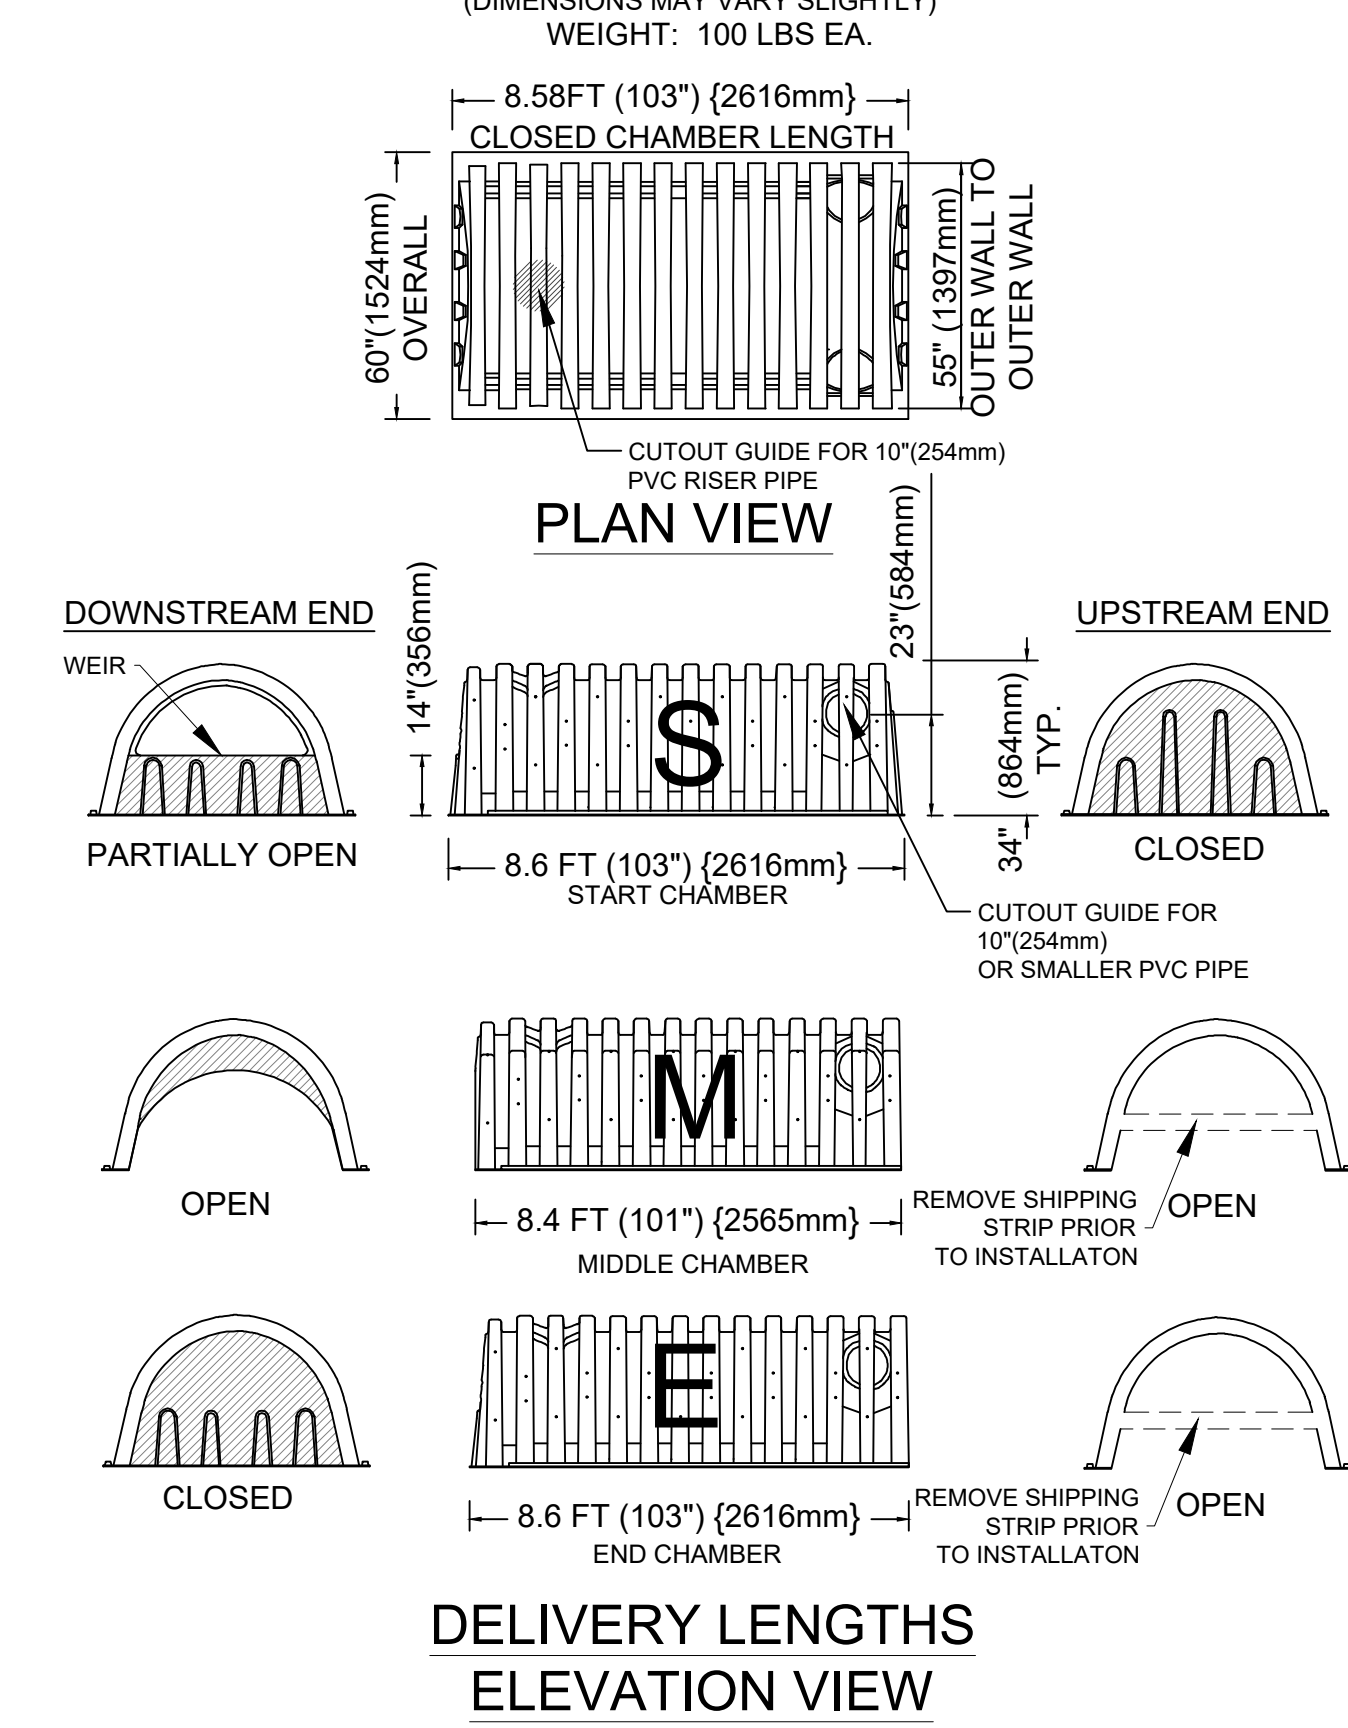 (DIMENSIONS MAY VARY SLIGHTLY)
WEIGHT: 100 LBS EA.
8.58FT (103") {2616mm}
CLOSED CHAMBER LENGTH
60"(1524mm)
OVERALL
55" (1397mm)
OUTER WALL TO
OUTER WALL
CUTOUT GUIDE FOR 10"(254mm)
PVC RISER PIPE
PLAN VIEW
DOWNSTREAM END
WEIR
PARTIALLY OPEN
14"(356mm)
S
23"(584mm)
34" (864mm)
TYP.
UPSTREAM END
CLOSED
8.6 FT (103") {2616mm}
START CHAMBER
CUTOUT GUIDE FOR
10"(254mm)
OR SMALLER PVC PIPE
OPEN
M
8.4 FT (101") {2565mm}
MIDDLE CHAMBER
REMOVE SHIPPING
STRIP PRIOR
TO INSTALLATON
OPEN
CLOSED
E
8.6 FT (103") {2616mm}
END CHAMBER
REMOVE SHIPPING
STRIP PRIOR
TO INSTALLATON
OPEN
DELIVERY LENGTHS
ELEVATION VIEW